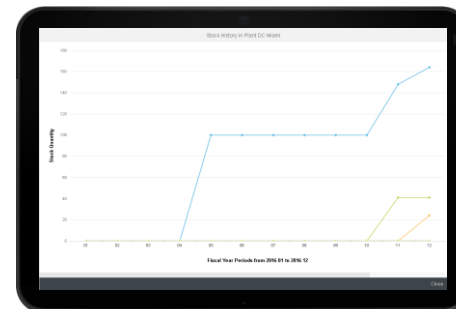 Stock History in Plant DC Miami
180
160
140
120
100
80
60
40
20
0
Stock Quantity
01 02 03 04 05 06 07 08 09 10 11 12
Fiscal Year Periods from 2016 01 to 2016 12
Close